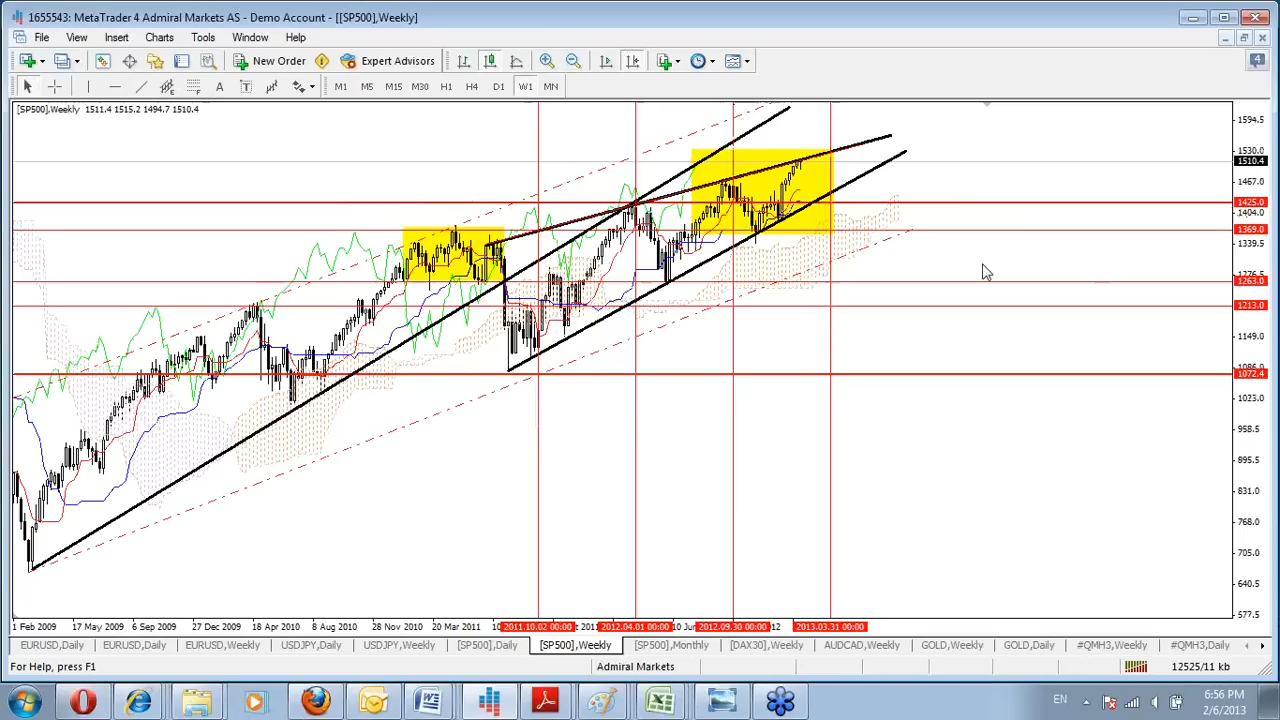 1655543: MetaTrader 4 Admiral Markets AS - Demo Account - [[SP500],Weekly]
File View Insert Charts Tools Window Help
New Order Expert Advisors 4
A T M1 M5 M15 M30 H1 H4 D1 W1 MN
[SP500],Weekly 1511.4 1515.2 1494.7 1510.4
1594.5
1530.0
1510.4
1467.0
1425.0
1404.0
1369.0
1339.5
1276.5
1263.0
1213.0
1149.0
1086.0
1072.4
1023.0
958.5
895.5
831.0
768.0
705.0
640.5
577.5
1 Feb 2009 17 May 2009 6 Sep 2009 27 Dec 2009 18 Apr 2010 8 Aug 2010 28 Nov 2010 20 Mar 2011 2011.10.02 00:00 2012.04.01 00:00 2012.09.30 00:00 12 2013.03.31 00:00
EURUSD,Daily EURUSD,Daily EURUSD,Weekly USDJPY,Daily USDJPY,Weekly [SP500],Daily [SP500],Weekly [SP500],Monthly [DAX30],Weekly AUDCAD,Weekly GOLD,Weekly GOLD,Daily #QMH3,Weekly #QMH3,Daily
For Help, press F1 Admiral Markets 12525/11 kb
EN 6:56 PM
2/6/2013